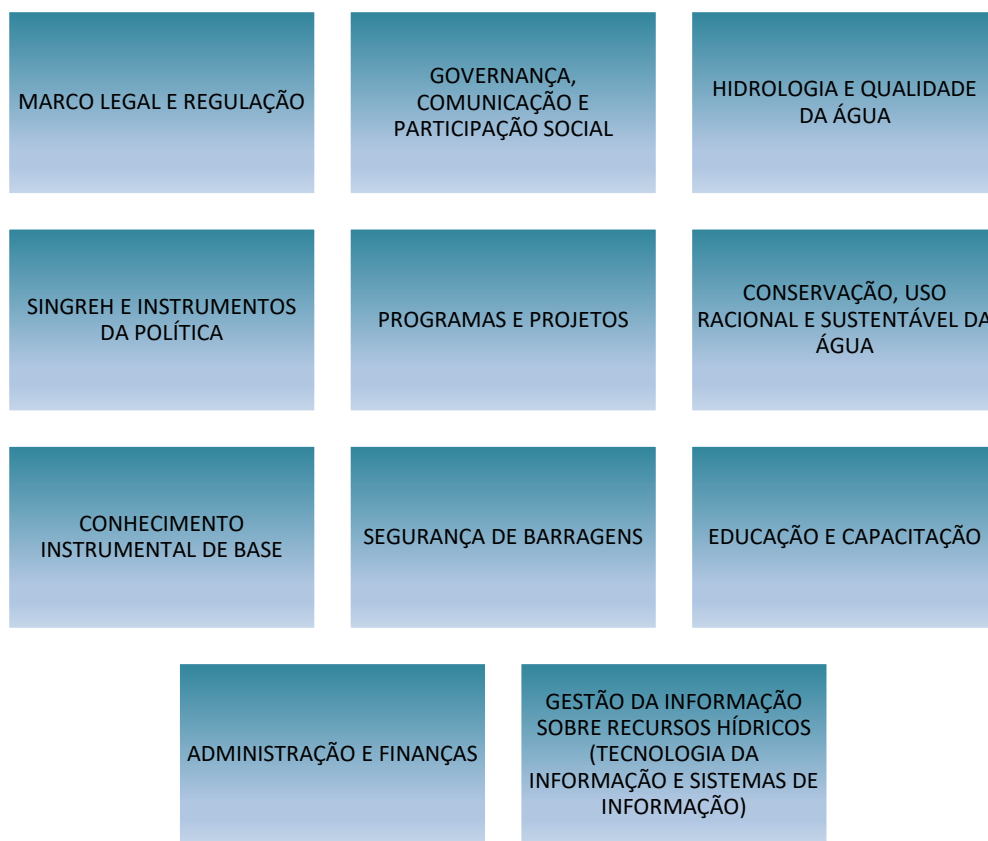 MARCO LEGAL E REGULAÇÃO
GOVERNANÇA,
COMUNICAÇÃO E
PARTICIPAÇÃO SOCIAL
HIDROLOGIA E QUALIDADE
DA ÁGUA
SINGREH E INSTRUMENTOS
DA POLÍTICA
PROGRAMAS E PROJETOS
CONSERVAÇÃO, USO
RACIONAL E SUSTENTÁVEL DA
ÁGUA
CONHECIMENTO
INSTRUMENTAL DE BASE
SEGURANÇA DE BARRAGENS
EDUCAÇÃO E CAPACITAÇÃO
ADMINISTRAÇÃO E FINANÇAS
GESTÃO DA INFORMAÇÃO
SOBRE RECURSOS HÍDRICOS
(TECNOLOGIA DA
INFORMAÇÃO E SISTEMAS DE
INFORMAÇÃO)